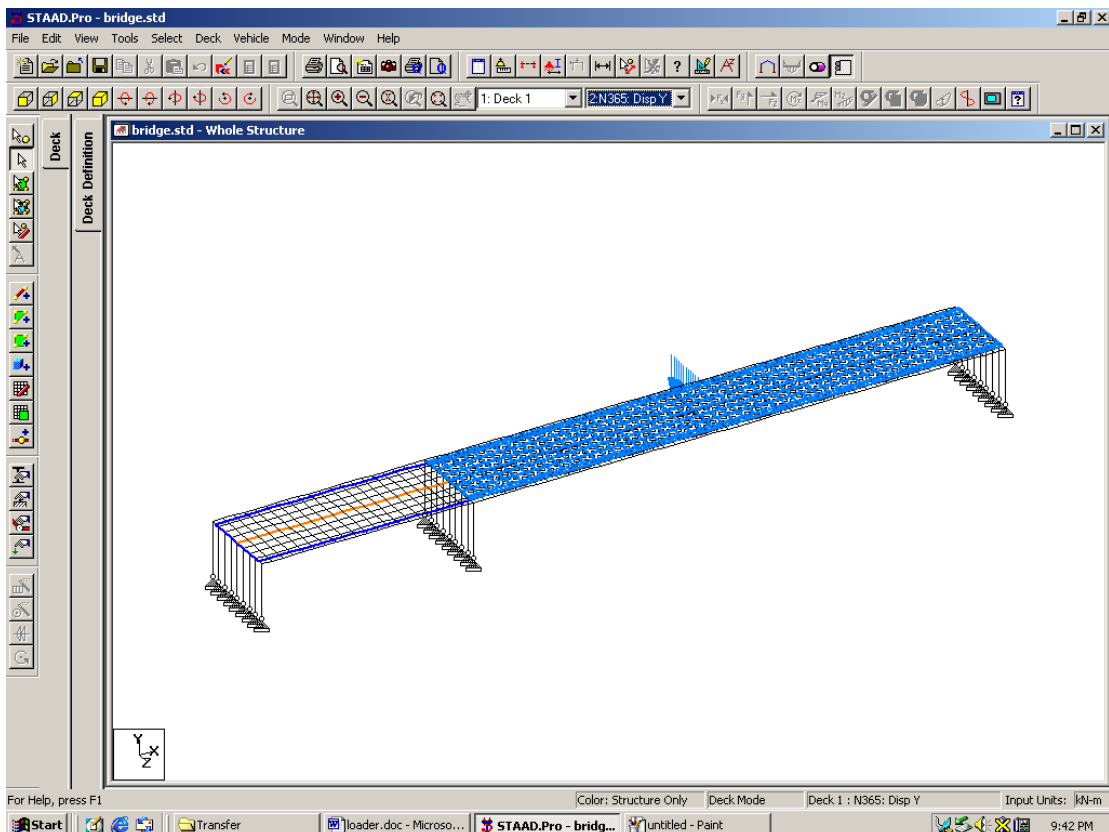 STAAD.Pro - bridge.std
File Edit View Tools Select Deck Vehicle Mode Window Help
1: Deck 1 2:N365: Disp Y
Deck
Deck Definition
bridge.std - Whole Structure
Y
X
Z
For Help, press F1 Color: Structure Only Deck Mode Deck 1 : N365: Disp Y Input Units: kN-m
Start Transfer loader.doc - Microso... STAAD.Pro - bridg... untitled - Paint 9:42 PM